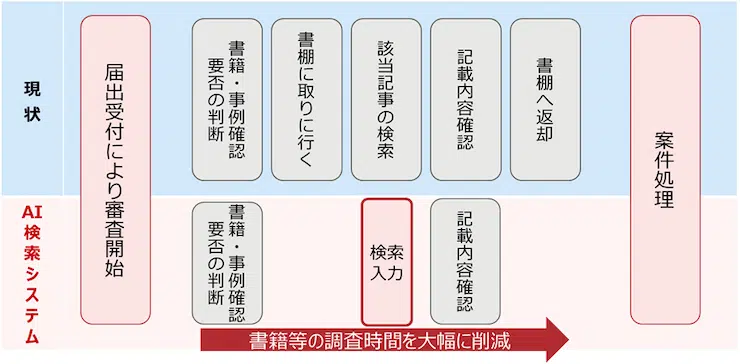 現状
届出受付により審査開始
書籍・事例確認
要否の判断
書棚に取りに行く
該当記事の検索
記載内容確認
書棚へ返却
案件処理
AI検索システム
書籍・事例確認
要否の判断
検索
入力
記載内容確認
書籍等の調査時間を大幅に削減